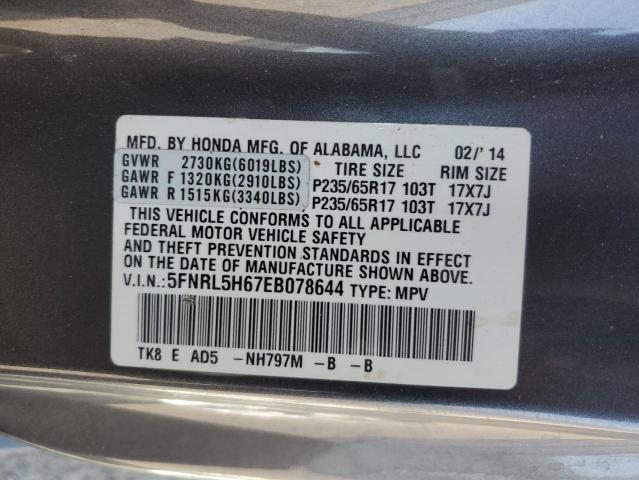 MFD. BY HONDA MFG. OF ALABAMA, LLC 02/'14
GVWR 2730KG(6019LBS) TIRE SIZE RIM SIZE
GAWR F 1320KG(2910LBS) P235/65R17 103T 17X7J
GAWR R 1515KG(3340LBS) P235/65R17 103T 17X7J
THIS VEHICLE CONFORMS TO ALL APPLICABLE
FEDERAL MOTOR VEHICLE SAFETY
AND THEFT PREVENTION STANDARDS IN EFFECT
ON THE DATE OF MANUFACTURE SHOWN ABOVE.
V.I.N.:5FNRL5H67EB078644 TYPE: MPV
TK8 E AD5 -NH797M -B -B